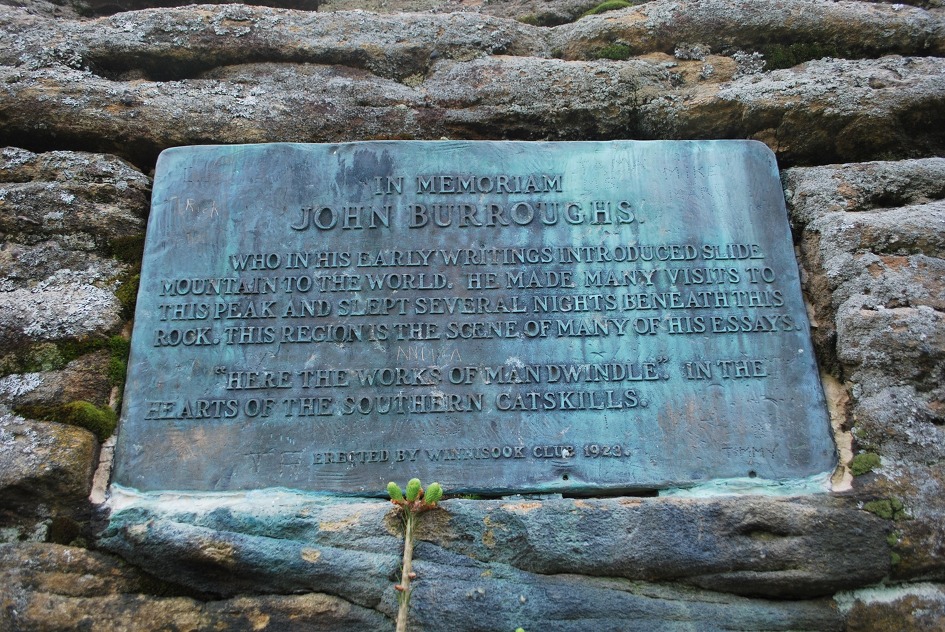 IN MEMORIAM
JOHN BURROUGHS.
WHO IN HIS EARLY WRITINGS INTRODUCED SLIDE
MOUNTAIN TO THE WORLD. HE MADE MANY VISITS TO
THIS PEAK AND SLEPT SEVERAL NIGHTS BENEATH THIS
ROCK. THIS REGION IS THE SCENE OF MANY OF HIS ESSAYS.
"HERE THE WORKS OF MAN DWINDLE." IN THE
HEARTS OF THE SOUTHERN CATSKILLS.
ERECTED BY WINNISOOK CLUB 1923.
MIKE
TIMMY